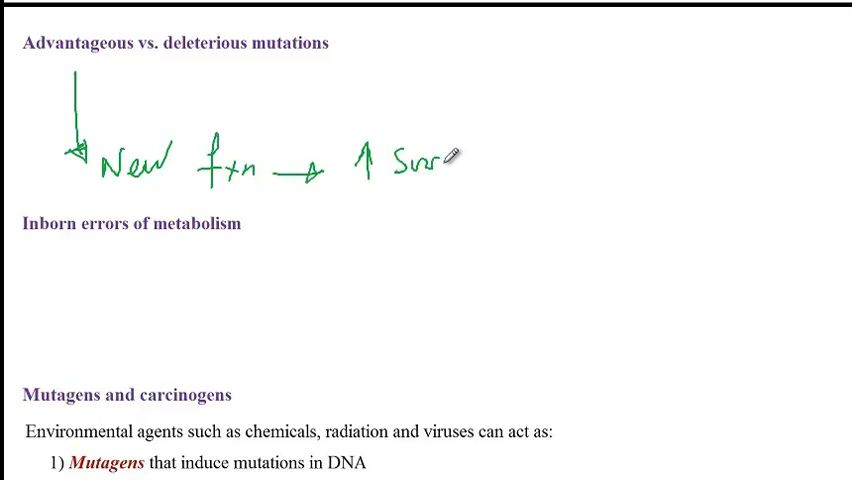 Advantageous vs. deleterious mutations
New fxn → ↑
Inborn errors of metabolism
Mutagens and carcinogens
Environmental agents such as chemicals, radiation and viruses can act as:
1) Mutagens that induce mutations in DNA